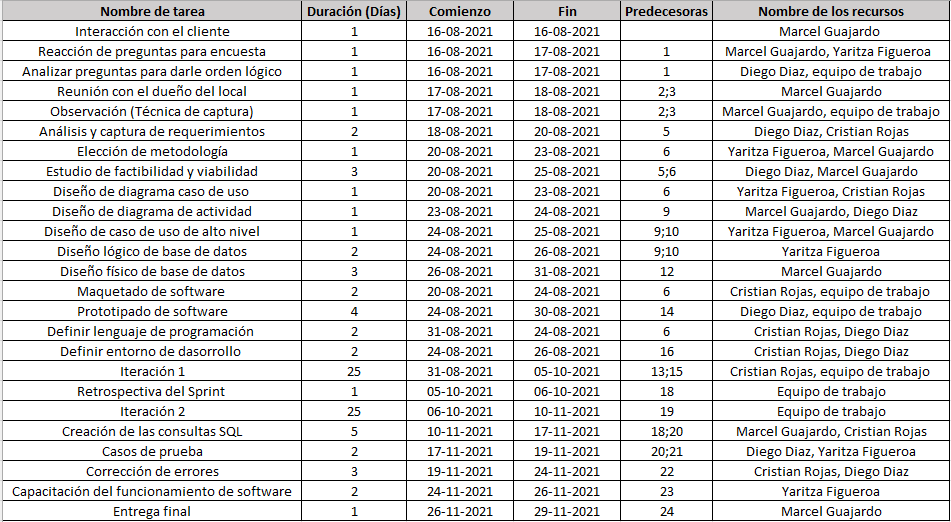 Nombre de tarea Duración (Días) Comienzo Fin Predecesoras Nombre de los recursos
Interacción con el cliente 1 16-08-2021 16-08-2021 Marcel Guajardo
Reacción de preguntas para encuesta 1 16-08-2021 17-08-2021 1 Marcel Guajardo, Yaritza Figueroa
Analizar preguntas para darle orden lógico 1 16-08-2021 17-08-2021 1 Diego Diaz, equipo de trabajo
Reunión con el dueño del local 1 17-08-2021 18-08-2021 2;3 Marcel Guajardo
Observación (Técnica de captura) 1 17-08-2021 18-08-2021 2;3 Marcel Guajardo, equipo de trabajo
Análisis y captura de requerimientos 2 18-08-2021 20-08-2021 5 Diego Diaz, Cristian Rojas
Elección de metodología 1 20-08-2021 23-08-2021 6 Yaritza Figueroa, Marcel Guajardo
Estudio de factibilidad y viabilidad 3 20-08-2021 25-08-2021 5;6 Diego Diaz, Marcel Guajardo
Diseño de diagrama caso de uso 1 20-08-2021 23-08-2021 6 Yaritza Figueroa, Cristian Rojas
Diseño de diagrama de actividad 1 23-08-2021 24-08-2021 9 Marcel Guajardo, Diego Diaz
Diseño de caso de uso de alto nivel 1 24-08-2021 25-08-2021 9;10 Yaritza Figueroa, Marcel Guajardo
Diseño lógico de base de datos 2 24-08-2021 26-08-2021 9;10 Yaritza Figueroa
Diseño físico de base de datos 3 26-08-2021 31-08-2021 12 Marcel Guajardo
Maquetado de software 2 20-08-2021 24-08-2021 6 Cristian Rojas, equipo de trabajo
Prototipado de software 4 24-08-2021 30-08-2021 14 Diego Diaz, equipo de trabajo
Definir lenguaje de programación 2 31-08-2021 24-08-2021 6 Cristian Rojas, Diego Diaz
Definir entorno de dasorrollo 2 24-08-2021 26-08-2021 16 Cristian Rojas, Diego Diaz
Iteración 1 25 31-08-2021 05-10-2021 13;15 Cristian Rojas, equipo de trabajo
Retrospectiva del Sprint 1 05-10-2021 06-10-2021 18 Equipo de trabajo
Iteración 2 25 06-10-2021 10-11-2021 19 Equipo de trabajo
Creación de las consultas SQL 5 10-11-2021 17-11-2021 18;20 Marcel Guajardo, Cristian Rojas
Casos de prueba 2 17-11-2021 19-11-2021 20;21 Diego Diaz, Yaritza Figueroa
Corrección de errores 3 19-11-2021 24-11-2021 22 Cristian Rojas, Diego Diaz
Capacitación del funcionamiento de software 2 24-11-2021 26-11-2021 23 Yaritza Figueroa
Entrega final 1 26-11-2021 29-11-2021 24 Marcel Guajardo